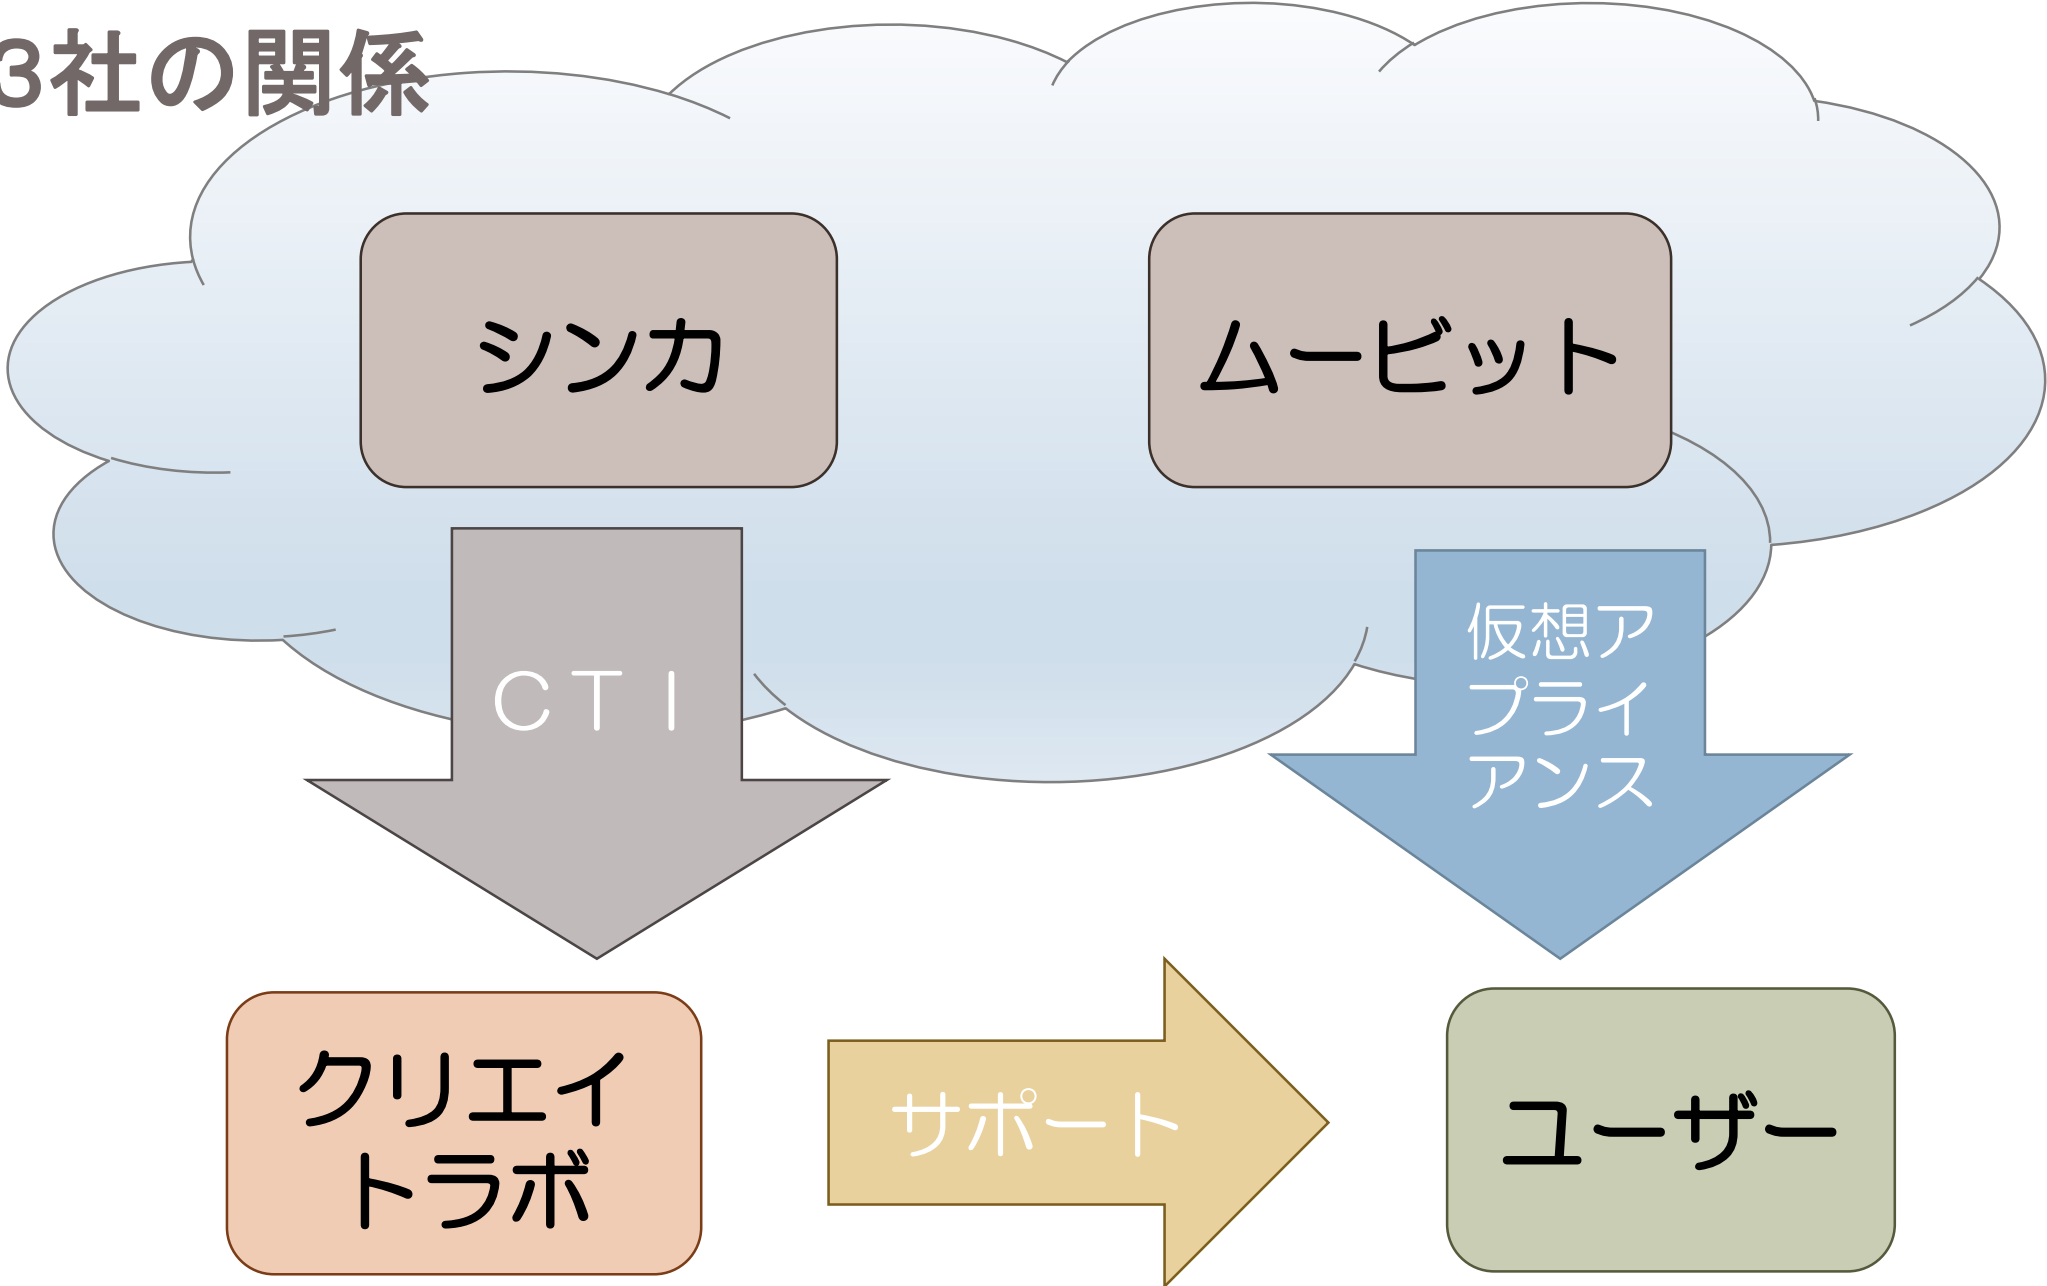 3社の関係
シンカ
ムービット
CTI
仮想ア
プライ
アンス
クリエイ
トラボ
サポート
ユーザー